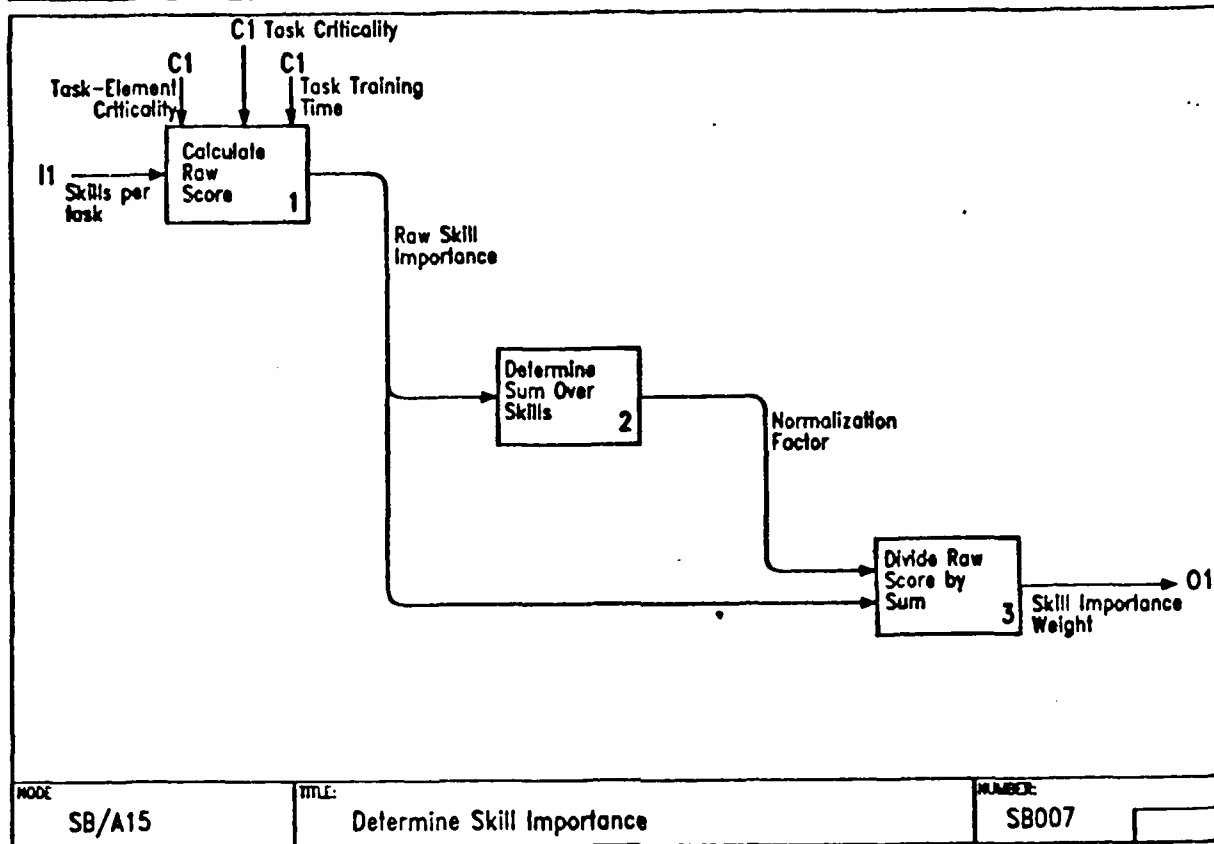 C1 Task Criticality
C1
C1
Task-Element
Criticality
Task Training
Time
Calculate
Raw
Score
1
I1
Skills per
task
Raw Skill
Importance
Determine
Sum Over
Skills
2
Normalization
Factor
Divide Raw
Score by
Sum
3
O1
Skill Importance
Weight
NODE
SB/A15
TITLE:
Determine Skill Importance
NUMBER:
SB007